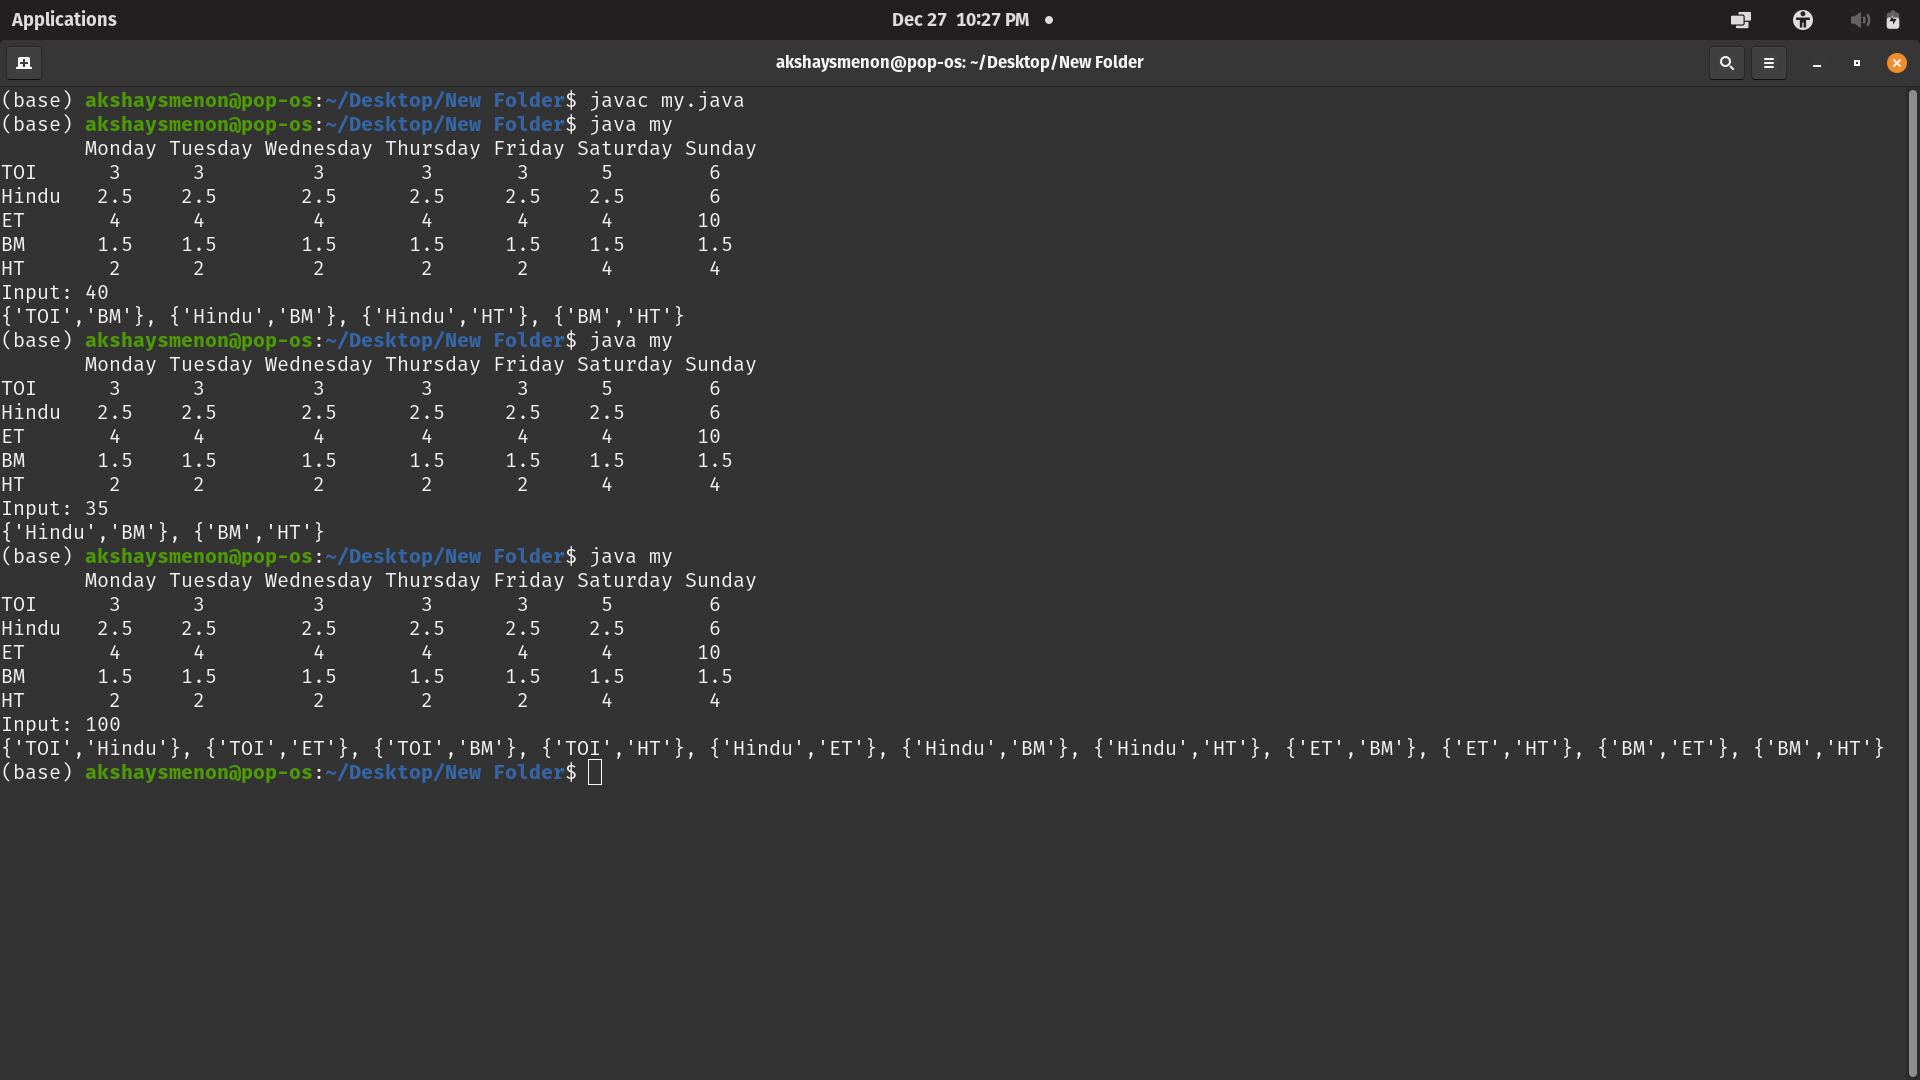 Applications
Dec 27 10:27 PM
akshaysmenon@pop-os: ~/Desktop/New Folder
(base) akshaysmenon@pop-os:~/Desktop/New Folder$ javac my.java
(base) akshaysmenon@pop-os:~/Desktop/New Folder$ java my
Monday Tuesday Wednesday Thursday Friday Saturday Sunday
TOI 3 3 3 3 3 5 6
Hindu 2.5 2.5 2.5 2.5 2.5 2.5 6
ET 4 4 4 4 4 4 10
BM 1.5 1.5 1.5 1.5 1.5 1.5 1.5
HT 2 2 2 2 2 4 4
Input: 40
{'TOI','BM'}, {'Hindu','BM'}, {'Hindu','HT'}, {'BM','HT'}
(base) akshaysmenon@pop-os:~/Desktop/New Folder$ java my
Monday Tuesday Wednesday Thursday Friday Saturday Sunday
TOI 3 3 3 3 3 5 6
Hindu 2.5 2.5 2.5 2.5 2.5 2.5 6
ET 4 4 4 4 4 4 10
BM 1.5 1.5 1.5 1.5 1.5 1.5 1.5
HT 2 2 2 2 2 4 4
Input: 35
{'Hindu','BM'}, {'BM','HT'}
(base) akshaysmenon@pop-os:~/Desktop/New Folder$ java my
Monday Tuesday Wednesday Thursday Friday Saturday Sunday
TOI 3 3 3 3 3 5 6
Hindu 2.5 2.5 2.5 2.5 2.5 2.5 6
ET 4 4 4 4 4 4 10
BM 1.5 1.5 1.5 1.5 1.5 1.5 1.5
HT 2 2 2 2 2 4 4
Input: 100
{'TOI','Hindu'}, {'TOI','ET'}, {'TOI','BM'}, {'TOI','HT'}, {'Hindu','ET'}, {'Hindu','BM'}, {'Hindu','HT'}, {'ET','BM'}, {'ET','HT'}, {'BM','ET'}, {'BM','HT'}
(base) akshaysmenon@pop-os:~/Desktop/New Folder$